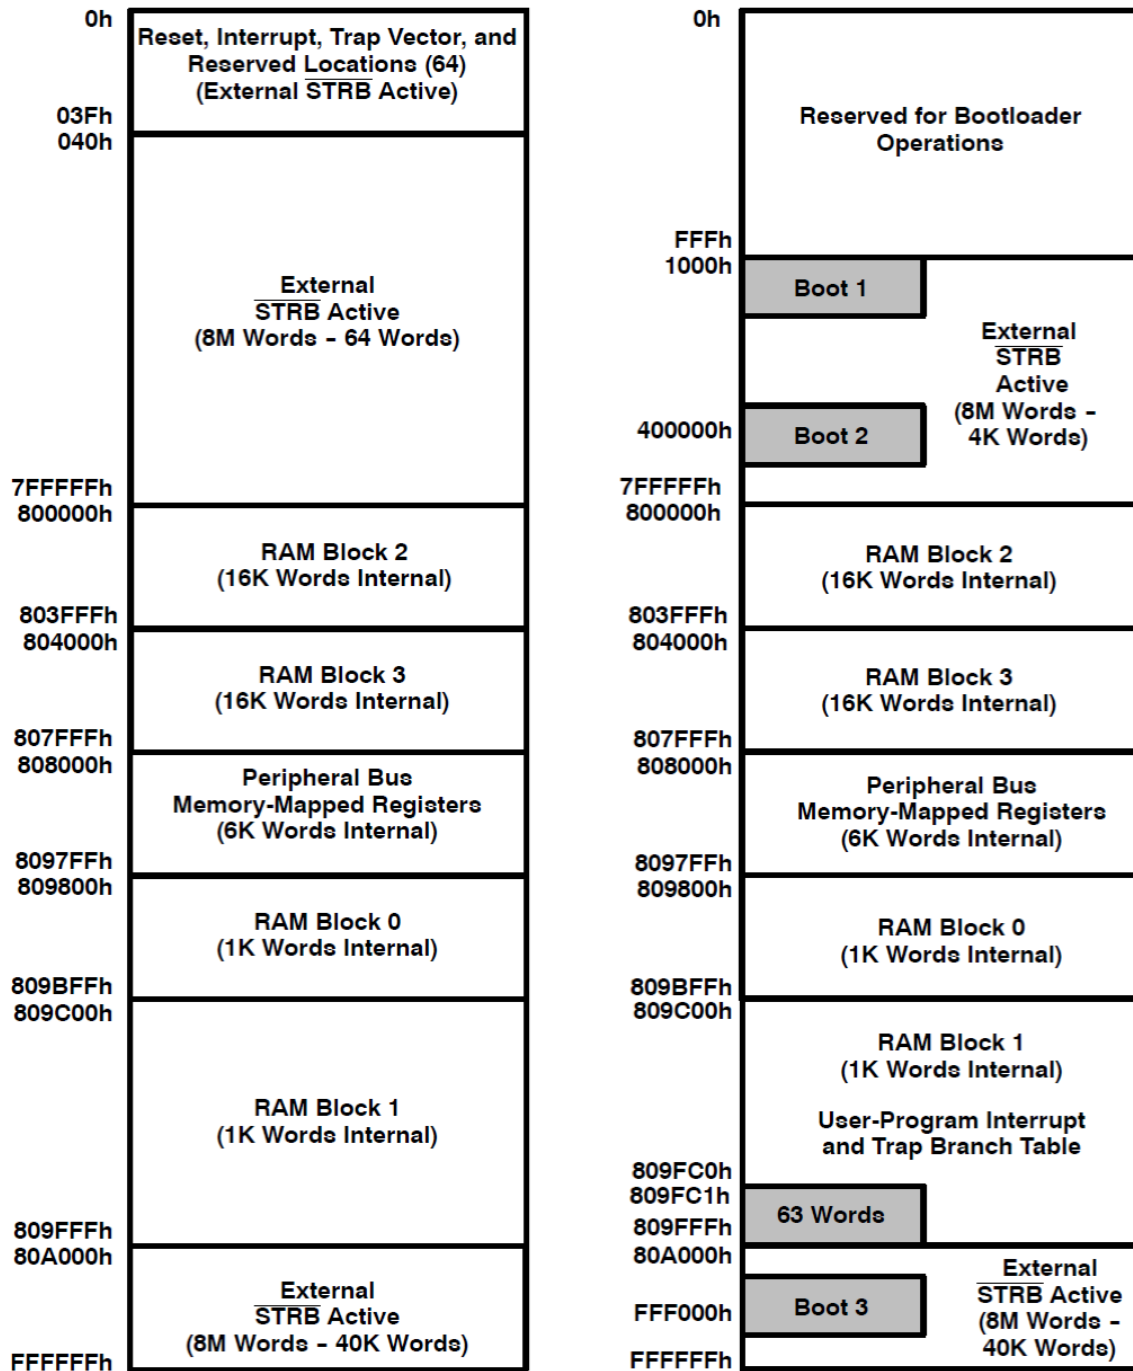 0h
Reset, Interrupt, Trap Vector, and
Reserved Locations (64)
(External STRB Active)
03Fh
040h
External
STRB Active
(8M Words – 64 Words)
7FFFFFh
800000h
RAM Block 2
(16K Words Internal)
803FFFh
804000h
RAM Block 3
(16K Words Internal)
807FFFh
808000h
Peripheral Bus
Memory-Mapped Registers
(6K Words Internal)
8097FFh
809800h
RAM Block 0
(1K Words Internal)
809BFFh
809C00h
RAM Block 1
(1K Words Internal)
809FFFh
80A000h
External
STRB Active
(8M Words – 40K Words)
FFFFFFh
0h
Reserved for Bootloader
Operations
FFFh
1000h
Boot 1
External
STRB
Active
(8M Words –
4K Words)
400000h
Boot 2
7FFFFFh
800000h
RAM Block 2
(16K Words Internal)
803FFFh
804000h
RAM Block 3
(16K Words Internal)
807FFFh
808000h
Peripheral Bus
Memory-Mapped Registers
(6K Words Internal)
8097FFh
809800h
RAM Block 0
(1K Words Internal)
809BFFh
809C00h
RAM Block 1
(1K Words Internal)
User-Program Interrupt
and Trap Branch Table
809FC0h
809FC1h
63 Words
809FFFh
80A000h
External
STRB Active
(8M Words –
40K Words)
Boot 3
FFF000h
FFFFFFh